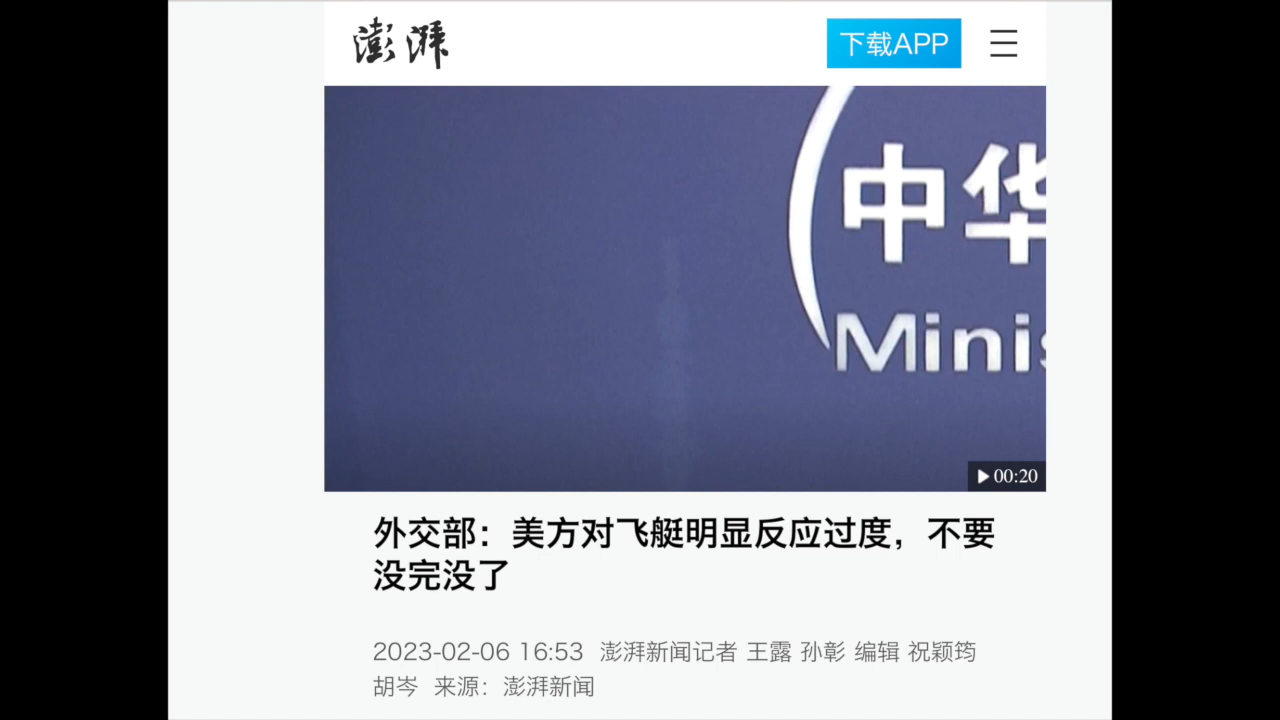 澎湃
下载APP
中华
Minis
00:20
外交部：美方对飞艇明显反应过度，不要
没完没了
2023-02-06 16:53 澎湃新闻记者 王露 孙彰 编辑 祝颖筠
胡岑 来源：澎湃新闻